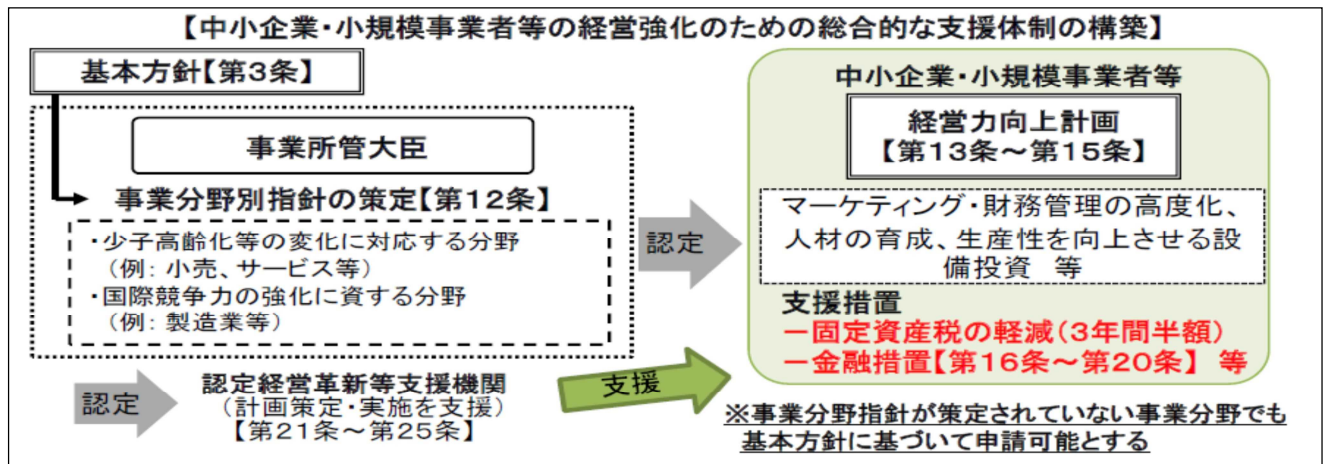 【中小企業・小規模事業者等の経営強化のための総合的な支援体制の構築】
基本方針【第3条】
事業所管大臣
事業分野別指針の策定【第12条】
・少子高齢化等の変化に対応する分野
（例：小売、サービス等）
・国際競争力の強化に資する分野
（例：製造業等）
認定
認定経営革新等支援機関
（計画策定・実施を支援）
【第21条～第25条】
認定
支援
中小企業・小規模事業者等
経営力向上計画
【第13条～第15条】
マーケティング・財務管理の高度化、
人材の育成、生産性を向上させる設
備投資　等
支援措置
－固定資産税の軽減（3年間半額）
－金融措置【第16条～第20条】 等
※事業分野指針が策定されていない事業分野でも
基本方針に基づいて申請可能とする